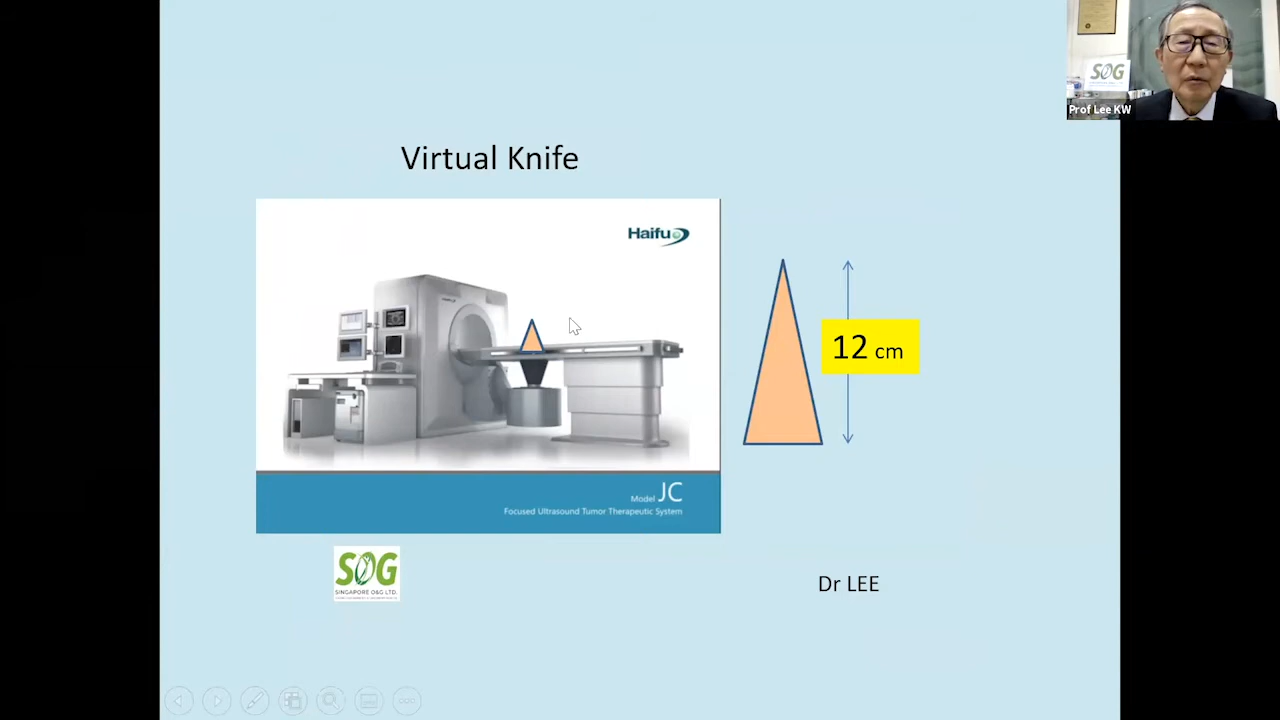 SOG
Prof Lee KW
Virtual Knife
Haifu
12 cm
Model JC
Focused Ultrasound Tumor Therapeutic System
SOG
SINGAPORE O&G LTD.
Dr LEE